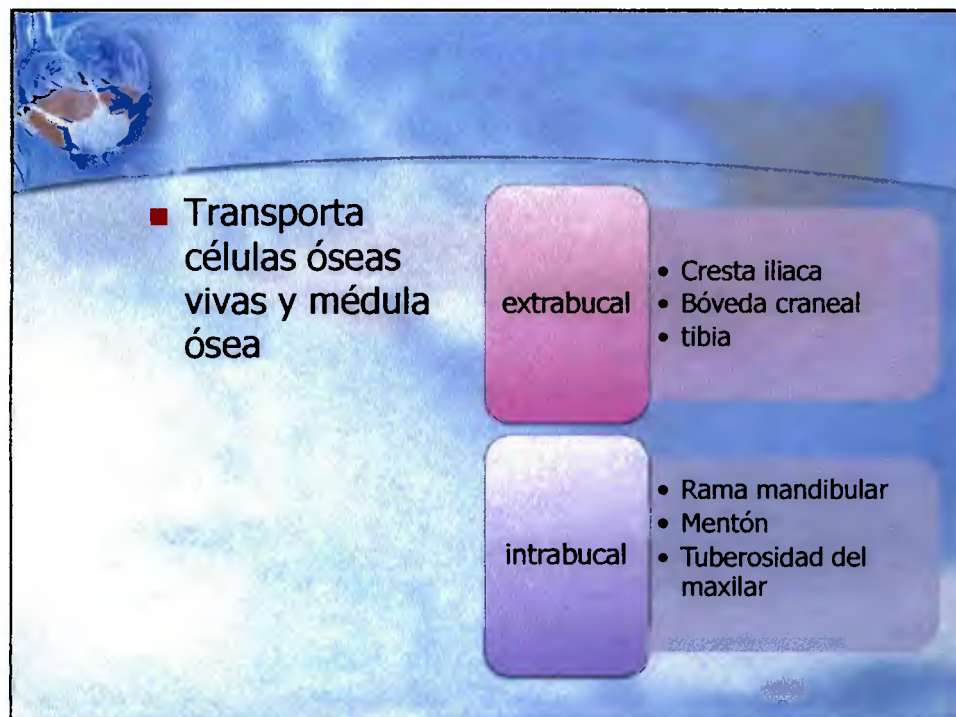 ■ Transporta
células óseas
vivas y médula
ósea
extrabucal
• Cresta iliaca
• Bóveda craneal
• tibia
intrabucal
• Rama mandibular
• Mentón
• Tuberosidad del
maxilar